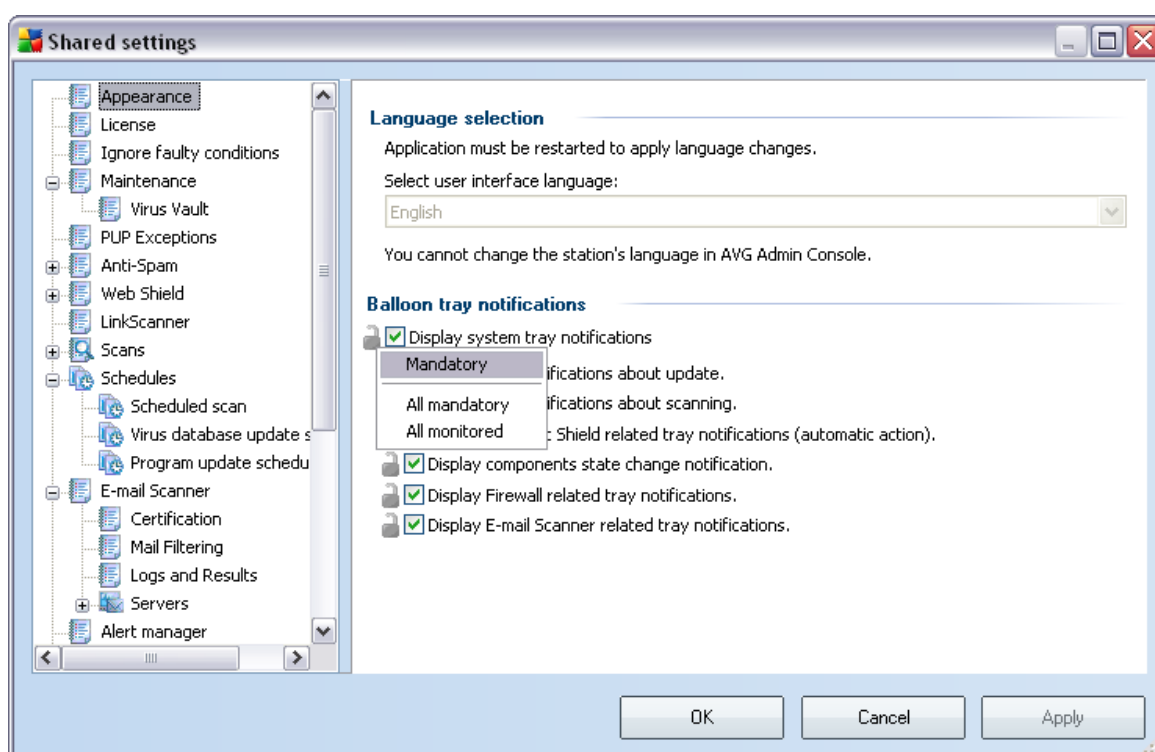 Shared settings
Appearance
License
Ignore faulty conditions
Maintenance
Virus Vault
PUP Exceptions
Anti-Spam
Web Shield
LinkScanner
Scans
Schedules
Scheduled scan
Virus database update s
Program update schedu
E-mail Scanner
Certification
Mail Filtering
Logs and Results
Servers
Alert manager
Language selection
Application must be restarted to apply language changes.
Select user interface language:
English
You cannot change the station's language in AVG Admin Console.
Balloon tray notifications
Display system tray notifications
Mandatory
All mandatory
All monitored
ifications about update.
ifications about scanning.
Shield related tray notifications (automatic action).
Display components state change notification.
Display Firewall related tray notifications.
Display E-mail Scanner related tray notifications.
OK
Cancel
Apply